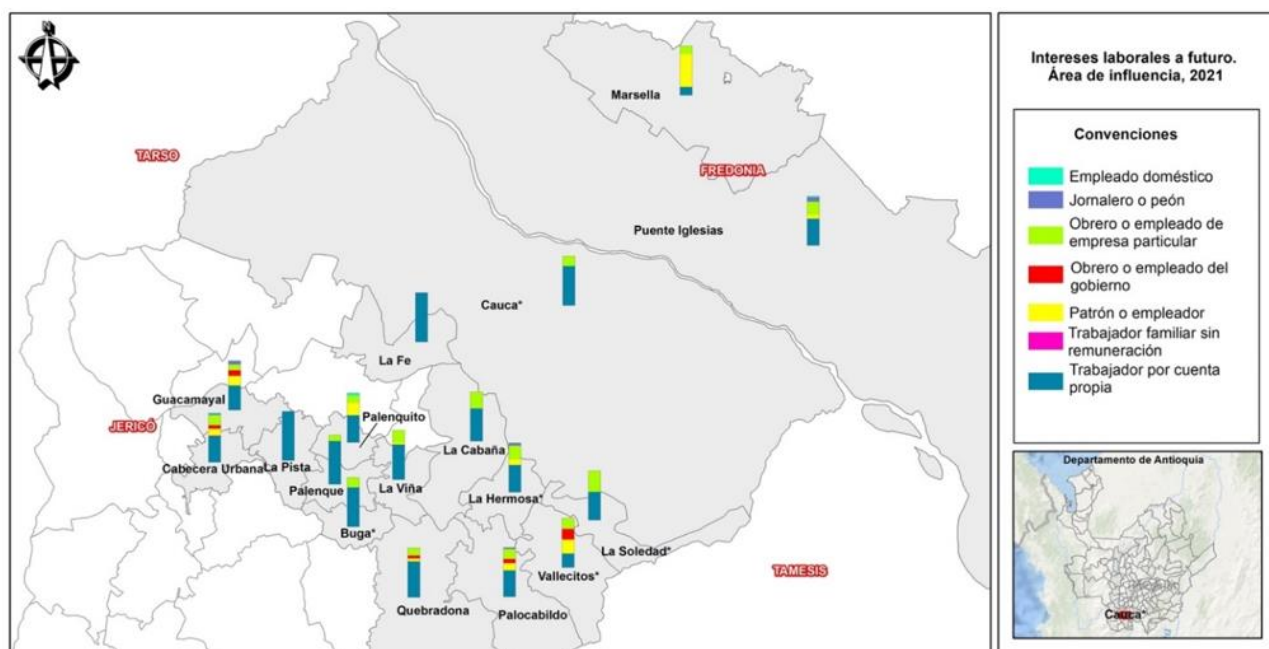 Marsella
TARSO
FREDONIA
Puente Iglesias
Cauca*
La Fe
Guacamayal
Palenquito
JERICÓ
La Cabaña
Cabecera Urbana
La Pista
Palenque
La Viña
La Hermosa*
Buga*
La Soledad*
Vallecitos*
TAMESIS
Quebradona
Palocabildo
Intereses laborales a futuro.
Área de influencia, 2021
Convenciones
Empleado doméstico
Jornalero o peón
Obrero o empleado de
empresa particular
Obrero o empleado del
gobierno
Patrón o empleador
Trabajador familiar sin
remuneración
Trabajador por cuenta
propia
Departamento de Antioquia
Cauca*